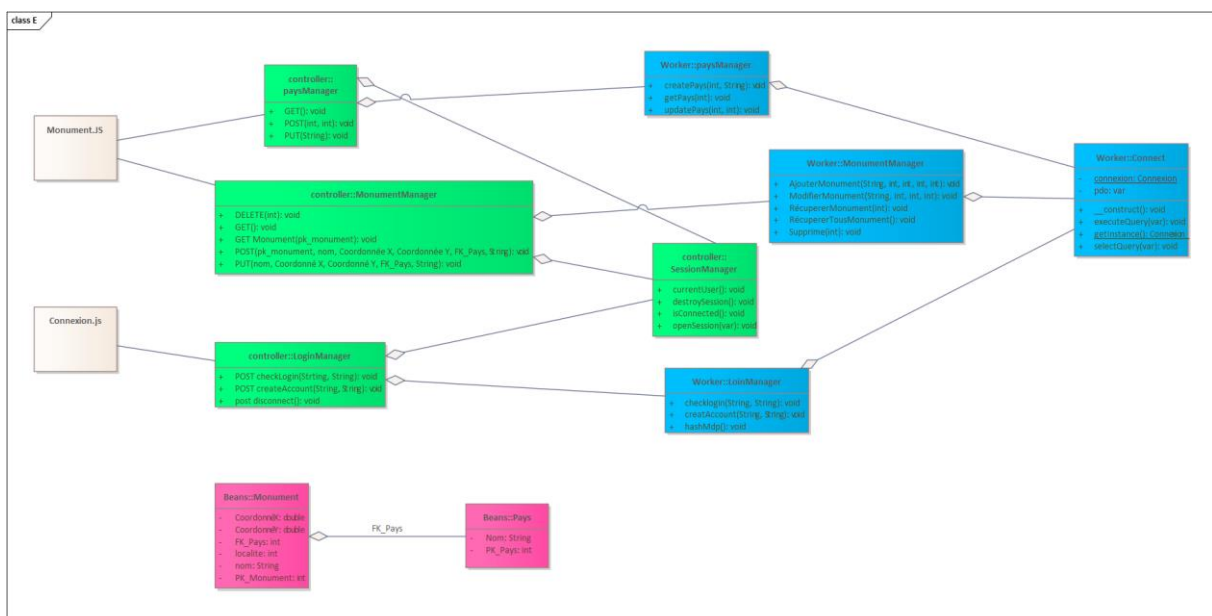 class E
controller::
paysManager
+ GET(): void
+ POST(int, int): void
+ PUT(String): void
Worker::paysManager
+ createPays(int, String): void
+ getPays(int): void
+ updatePays(int, int): void
Monument.JS
controller::MonumentManager
+ DELETE(int): void
+ GET(): void
+ GET Monument(pk_monument): void
+ POST(pk_monument, nom, Coordonnée X, Coordonnée Y, FK_Pays, String): void
+ PUT(nom, Coordonné X, Coordonné Y, FK_Pays, String): void
Worker::MonumentManager
+ AjouterMonument(String, int, int, int, int): void
+ ModifierMonument(String, int, int, int): void
+ RécupererMonument(int): void
+ RécupererTousMonument(): void
+ Supprime(int): void
Worker::Connect
- connexion: Connexion
- pdo: var
+ __construct(): void
+ executeQuery(var): void
+ getInstance(): Connexion
+ selectQuery(var): void
controller::
SessionManager
+ currentUser(): void
+ destroySession(): void
+ isConnected(): void
+ openSession(var): void
Connexion.js
controller::LoginManager
+ POST checkLogin(Strting, String): void
+ POST createAccount(String, String): void
+ post disconnect(): void
Worker::LoinManager
+ checklogin(String, String): void
+ creatAccount(String, String): void
+ hashMdp(): void
Beans::Monument
- CoordonnéX: double
- CoordonnéY: double
- FK_Pays: int
- localite: int
- nom: String
- PK_Monument: int
FK_Pays
Beans::Pays
- Nom: String
- PK_Pays: int